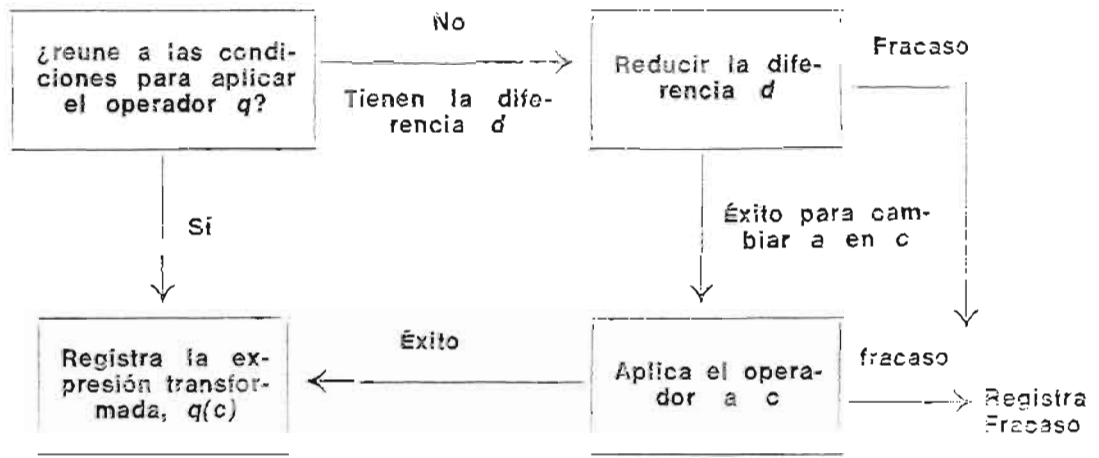 ¿reune a las condi-
ciones para aplicar
el operador q?
No
Tienen la dife-
rencia d
Reducir la dife-
rencia d
Fracaso
Sí
Éxito para cam-
biar a en c
Registra la ex-
presión transfor-
mada, q(c)
Éxito
Aplica el opera-
dor a c
fracaso
Registra
Fracaso